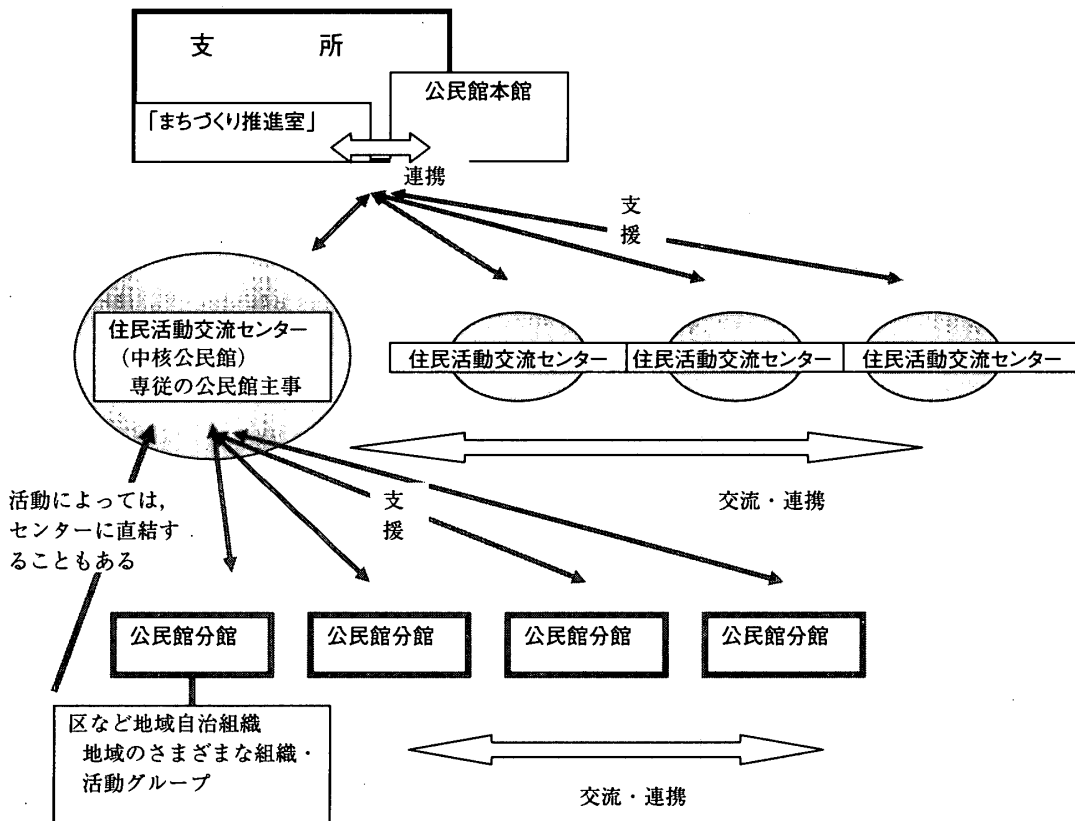 支 所
公民館本館
「まちづくり推進室」
連携
支
援
住民活動交流センター
(中核公民館)
専従の公民館主事
住民活動交流センター
住民活動交流センター
住民活動交流センター
交流・連携
活動によっては,
センターに直結す
ることもある
支
援
公民館分館
公民館分館
公民館分館
公民館分館
区など地域自治組織
地域のさまざまな組織・
活動グループ
交流・連携